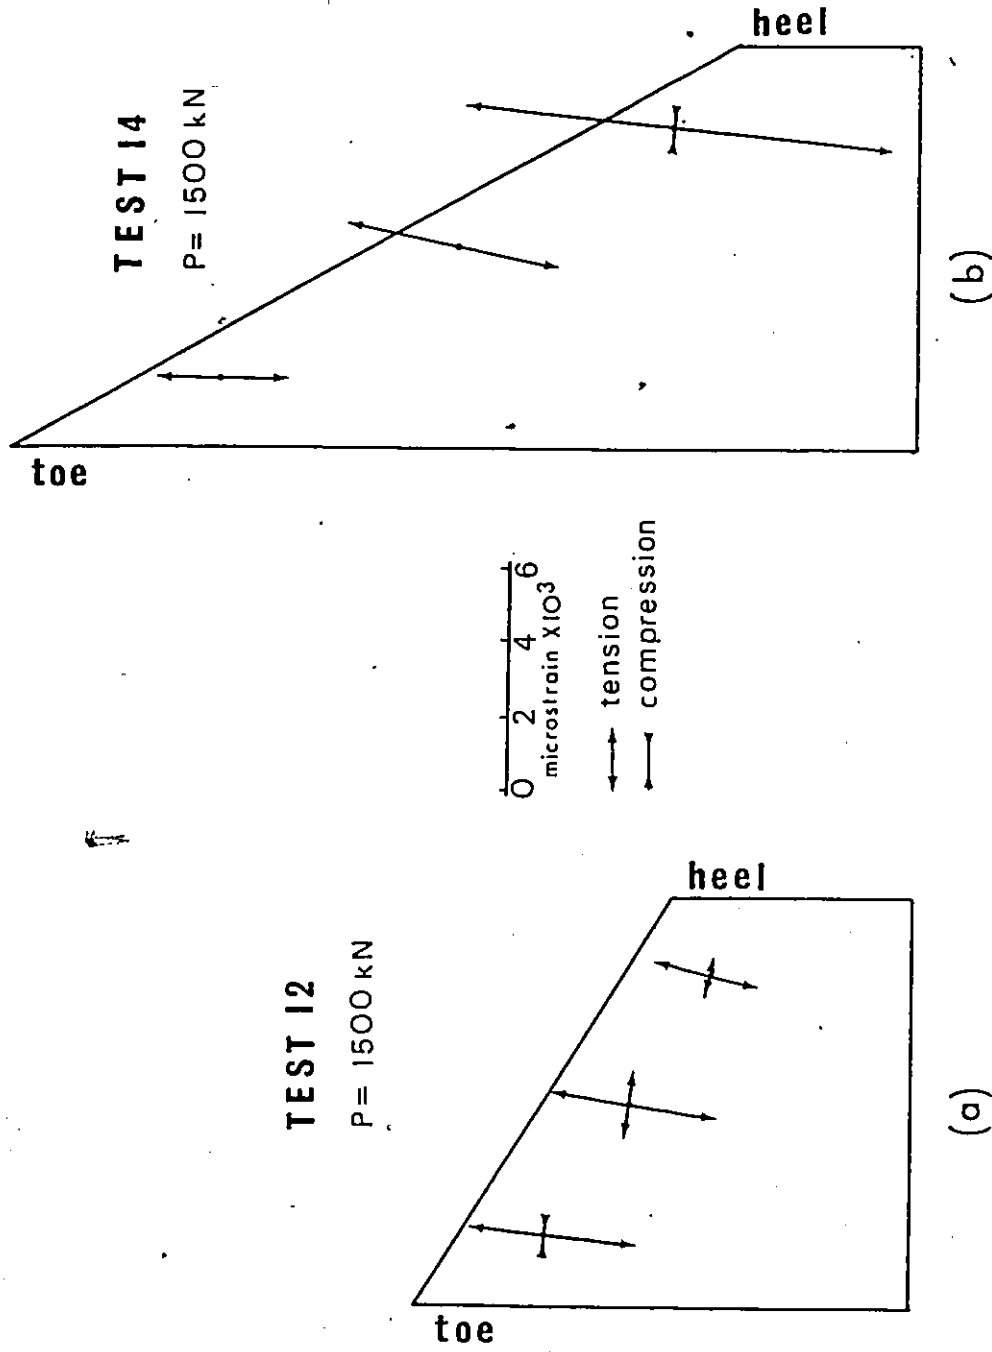 TEST 14
P = 1500 kN
heel
toe
(b)
0 2 4 6
microstrain X10³
tension
compression
TEST 12
P = 1500 kN
heel
toe
(a)